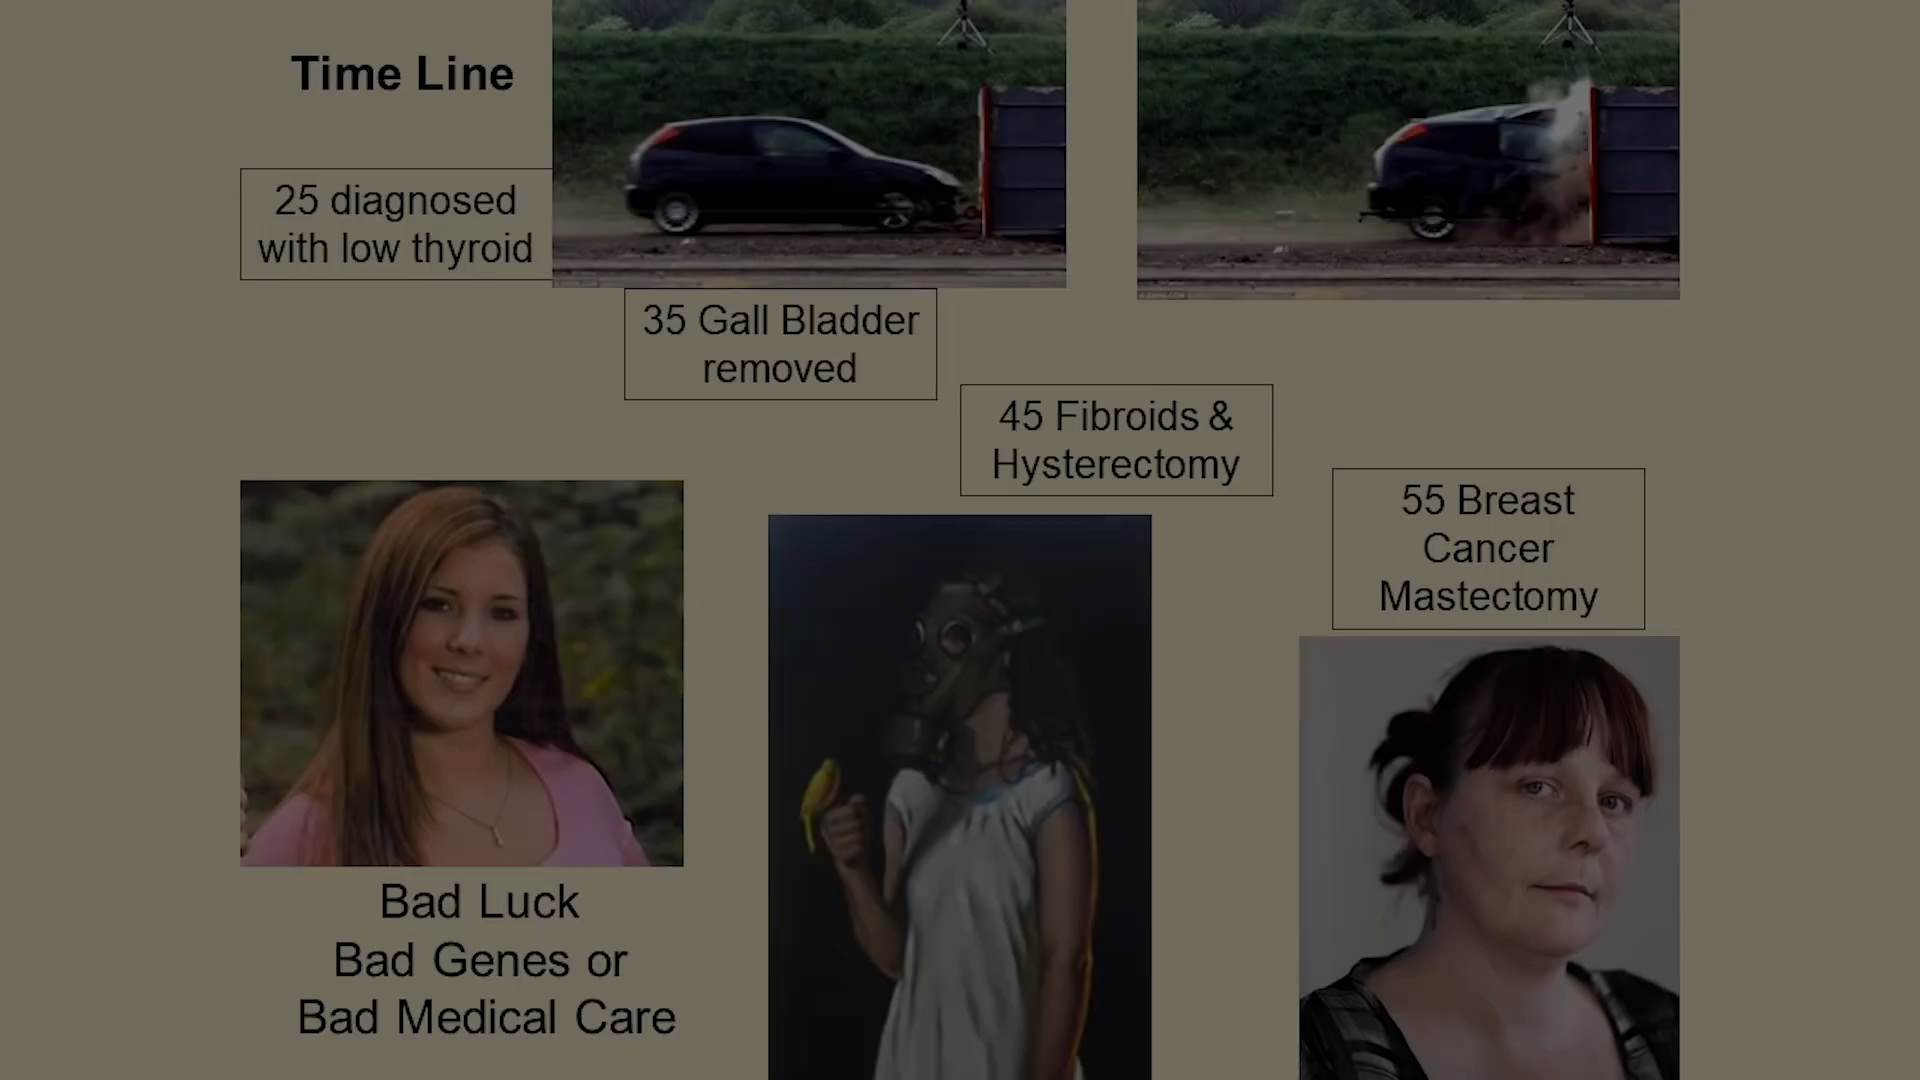 Time Line
25 diagnosed
with low thyroid
35 Gall Bladder
removed
45 Fibroids &
Hysterectomy
55 Breast
Cancer
Mastectomy
Bad Luck
Bad Genes or
Bad Medical Care